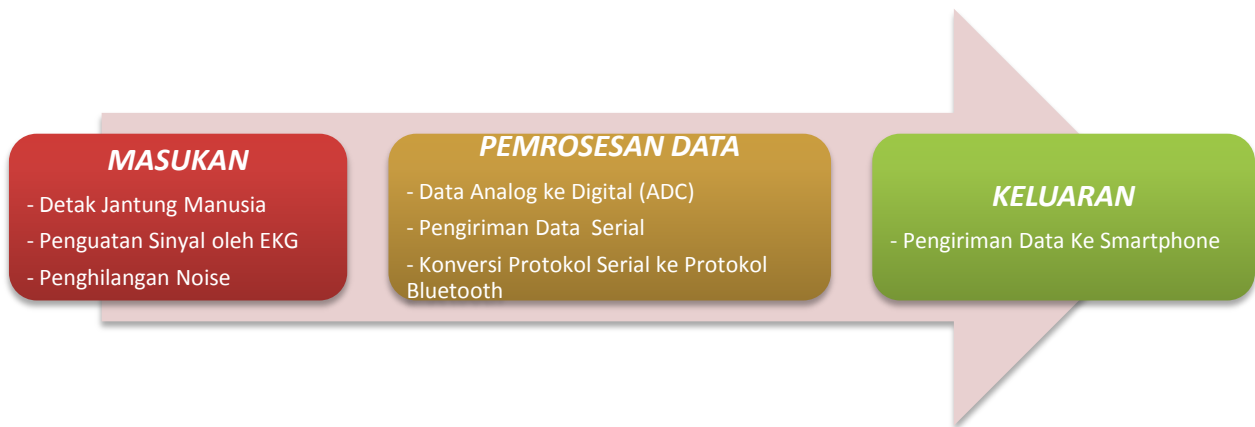 MASUKAN
- Detak Jantung Manusia
- Penguatan Sinyal oleh EKG
- Penghilangan Noise
PEMROSESAN DATA
- Data Analog ke Digital (ADC)
- Pengiriman Data Serial
- Konversi Protokol Serial ke Protokol
Bluetooth
KELUARAN
- Pengiriman Data Ke Smartphone